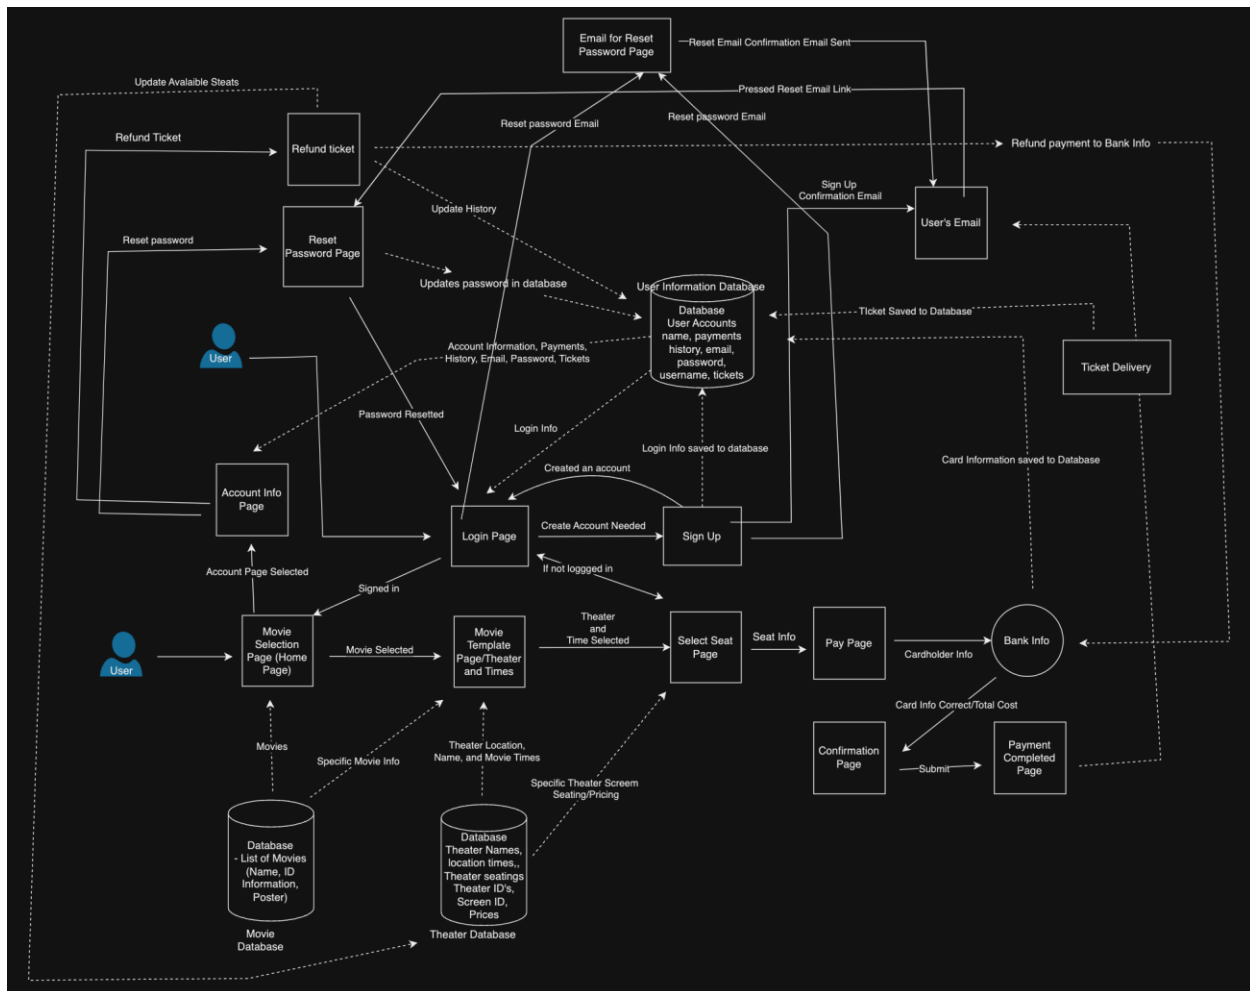 Email for Reset
Password Page
Reset Email Confirmation Email Sent
Update Avalaible Steats
Pressed Reset Email Link
Reset password Email
Reset password Email
Refund Ticket
Refund ticket
Refund payment to Bank Info
Sign Up
Confirmation Email
Update History
User's Email
Reset password
Reset
Password Page
Updates password in database
User Information Database
Database
User Accounts
name, payments
history, email,
password,
username, tickets
TIcket Saved to Database
User
Account Information, Payments,
History, Email, Password, Tickets
Ticket Delivery
Password Resetted
Login Info
Login Info saved to database
Card Information saved to Database
Created an account
Account Info
Page
Login Page
Create Account Needed
Sign Up
If not loggged in
Account Page Selected
Signed in
User
Movie
Selection
Page (Home
Page)
Movie Selected
Movie
Template
Page/Theater
and Times
Theater
and
Time Selected
Select Seat
Page
Seat Info
Pay Page
Cardholder Info
Bank Info
Card Info Correct/Total Cost
Confirmation
Page
Submit
Payment
Completed
Page
Movies
Specific Movie Info
Theater Location,
Name, and Movie Times
Specific Theater Screem
Seating/Pricing
Database
- List of Movies
(Name, ID
Information,
Poster)
Movie
Database
Database
Theater Names,
location times,,
Theater seatings
Theater ID's,
Screen ID,
Prices
Theater Database